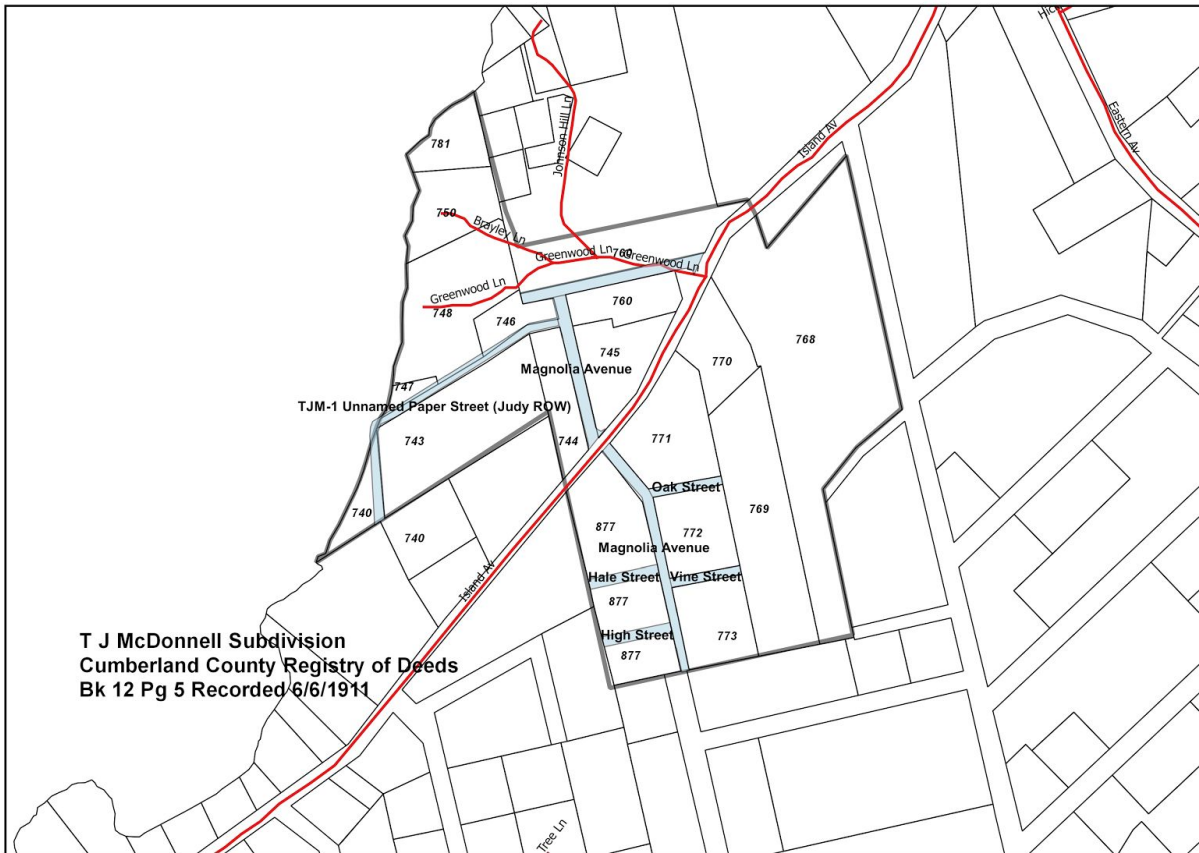 Hic
Eastern Av
Island Av
Johnson Hill Ln
781
750
Brayley Ln
Greenwood Ln
Greenwood Ln
Greenwood Ln
748
746
760
768
745
770
747
Magnolia Avenue
TJM-1 Unnamed Paper Street (Judy ROW)
743
744
771
Oak Street
740
740
877
772
769
Magnolia Avenue
Hale Street
Vine Street
877
High Street
773
877
Island Av
T J McDonnell Subdivision
Cumberland County Registry of Deeds
Bk 12 Pg 5 Recorded 6/6/1911
Tree Ln